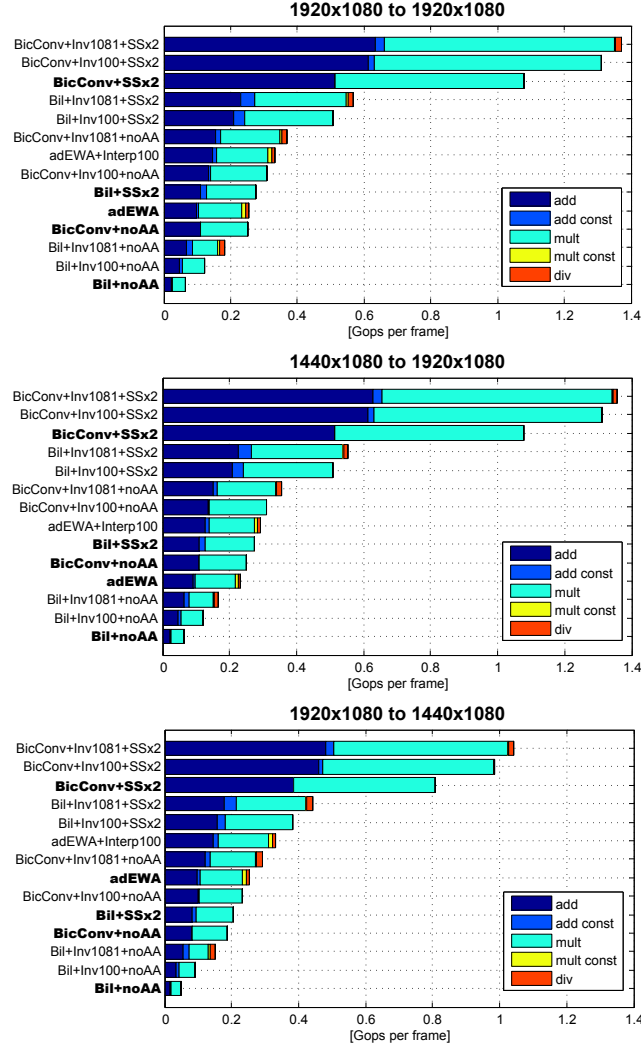 1920x1080 to 1920x1080
BicConv+Inv1081+SSx2
BicConv+Inv100+SSx2
BicConv+SSx2
Bil+Inv1081+SSx2
Bil+Inv100+SSx2
BicConv+Inv1081+noAA
adEWA+Interp100
BicConv+Inv100+noAA
Bil+SSx2
adEWA
BicConv+noAA
Bil+Inv1081+noAA
Bil+Inv100+noAA
Bil+noAA
add
add const
mult
mult const
div
0 0.2 0.4 0.6 0.8 1 1.2 1.4
[Gops per frame]
1440x1080 to 1920x1080
BicConv+Inv1081+SSx2
BicConv+Inv100+SSx2
BicConv+SSx2
Bil+Inv1081+SSx2
Bil+Inv100+SSx2
BicConv+Inv1081+noAA
BicConv+Inv100+noAA
adEWA+Interp100
Bil+SSx2
BicConv+noAA
adEWA
Bil+Inv1081+noAA
Bil+Inv100+noAA
Bil+noAA
add
add const
mult
mult const
div
0 0.2 0.4 0.6 0.8 1 1.2 1.4
[Gops per frame]
1920x1080 to 1440x1080
BicConv+Inv1081+SSx2
BicConv+Inv100+SSx2
BicConv+SSx2
Bil+Inv1081+SSx2
Bil+Inv100+SSx2
adEWA+Interp100
BicConv+Inv1081+noAA
adEWA
BicConv+Inv100+noAA
Bil+SSx2
BicConv+noAA
Bil+Inv1081+noAA
Bil+Inv100+noAA
Bil+noAA
add
add const
mult
mult const
div
0 0.2 0.4 0.6 0.8 1 1.2 1.4
[Gops per frame]